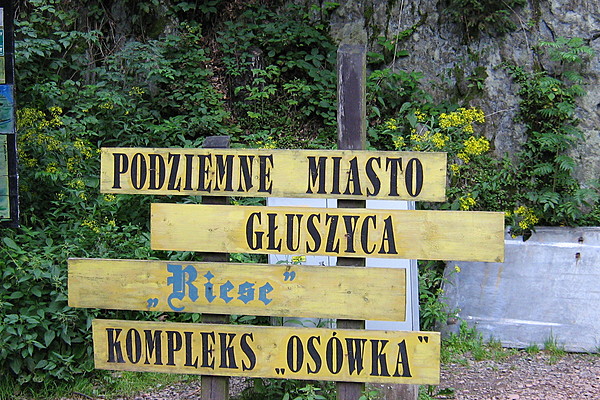 PODZIEMNE MIASTO
GŁUSZYCA
„Riese”
KOMPLEKS „OSÓWKA”